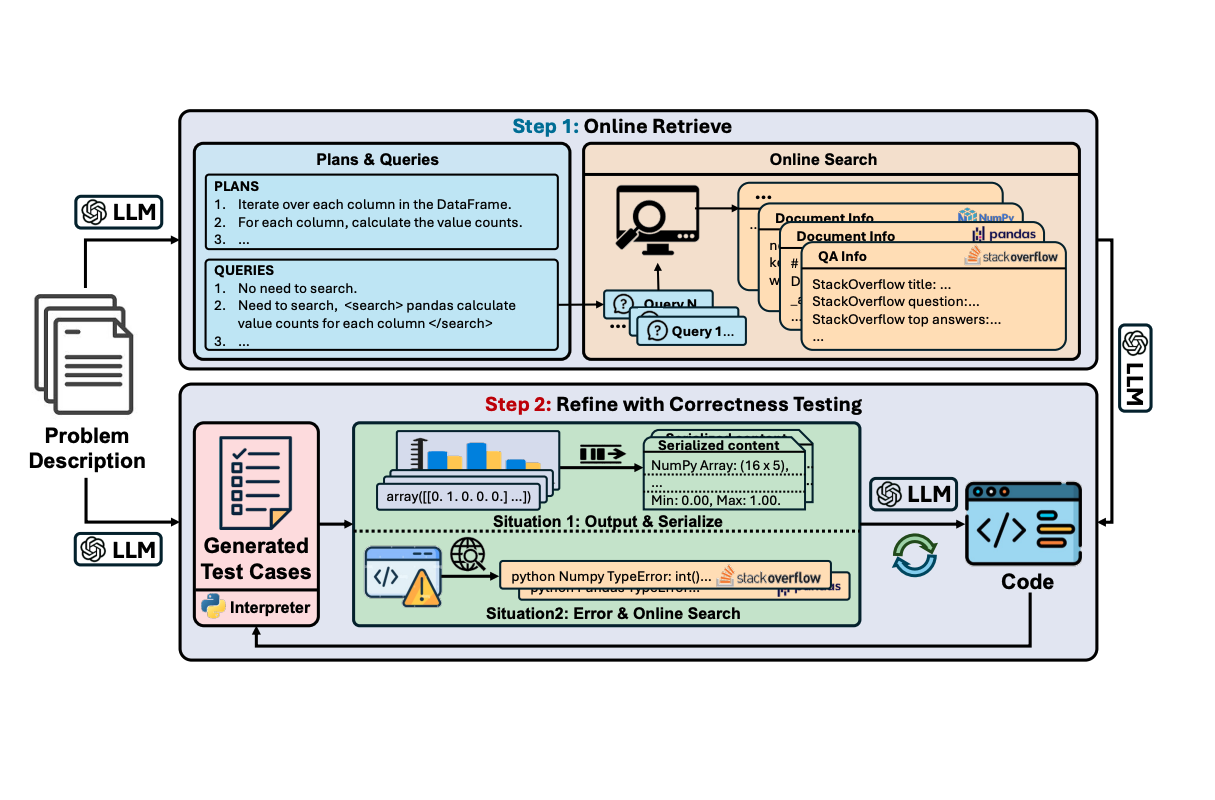 Step 1: Online Retrieve
Plans & Queries
PLANS
1. Iterate over each column in the DataFrame.
2. For each column, calculate the value counts.
3. ...
QUERIES
1. No need to search.
2. Need to search, <search> pandas calculate
value counts for each column </search>
3. ...
Online Search
Query N
...
Query 1...
...
Document Info
NumPy
Document Info
pandas
QA Info
stackoverflow
StackOverflow title: ...
StackOverflow question:...
StackOverflow top answers:...
...
LLM
LLM
Problem
Description
LLM
Step 2: Refine with Correctness Testing
Generated
Test Cases
Interpreter
array([[0. 1. 0. 0. 0.] ...])
Serialized content
Serialized content
NumPy Array: (16 x 5),
...
Min: 0.00, Max: 1.00.
Situation 1: Output & Serialize
python Numpy TypeError: int()...
stackoverflow
python Pandas TypeError...
pandas
Situation2: Error & Online Search
LLM
Code